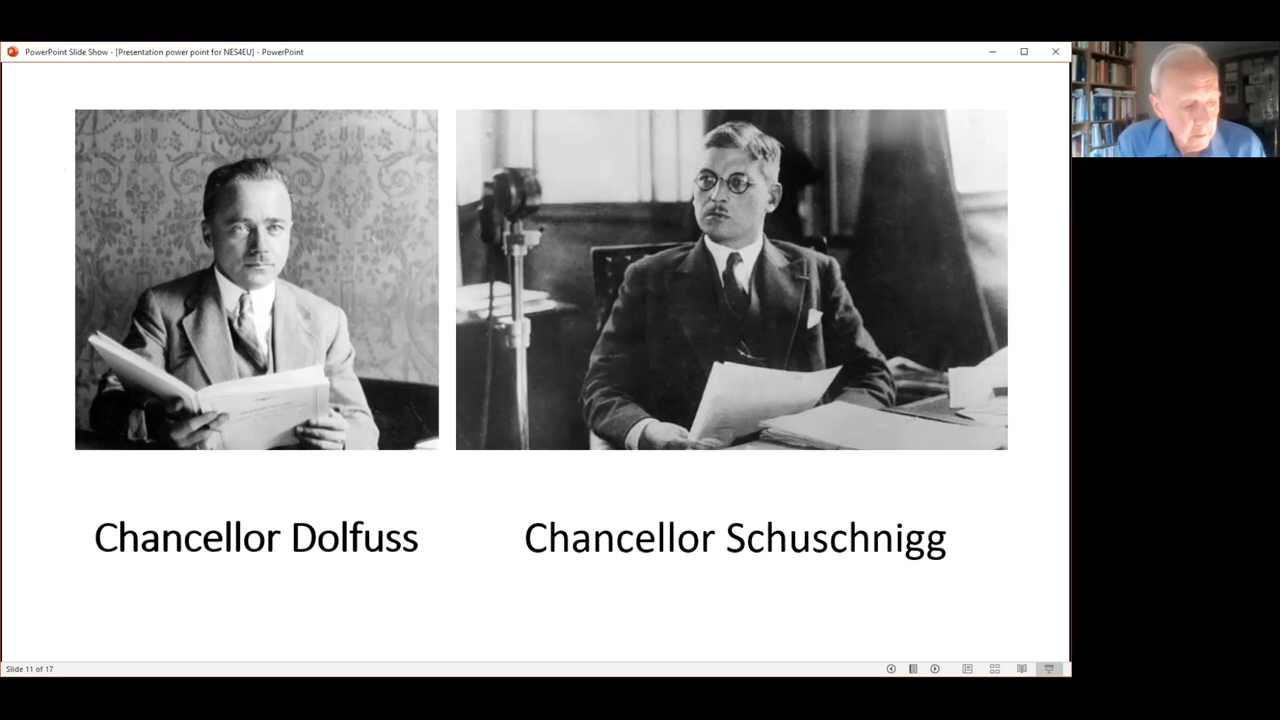 PowerPoint Slide Show - [Presentation power point for NES4EU] - PowerPoint
Chancellor Dolfuss
Chancellor Schuschnigg
Slide 11 of 17